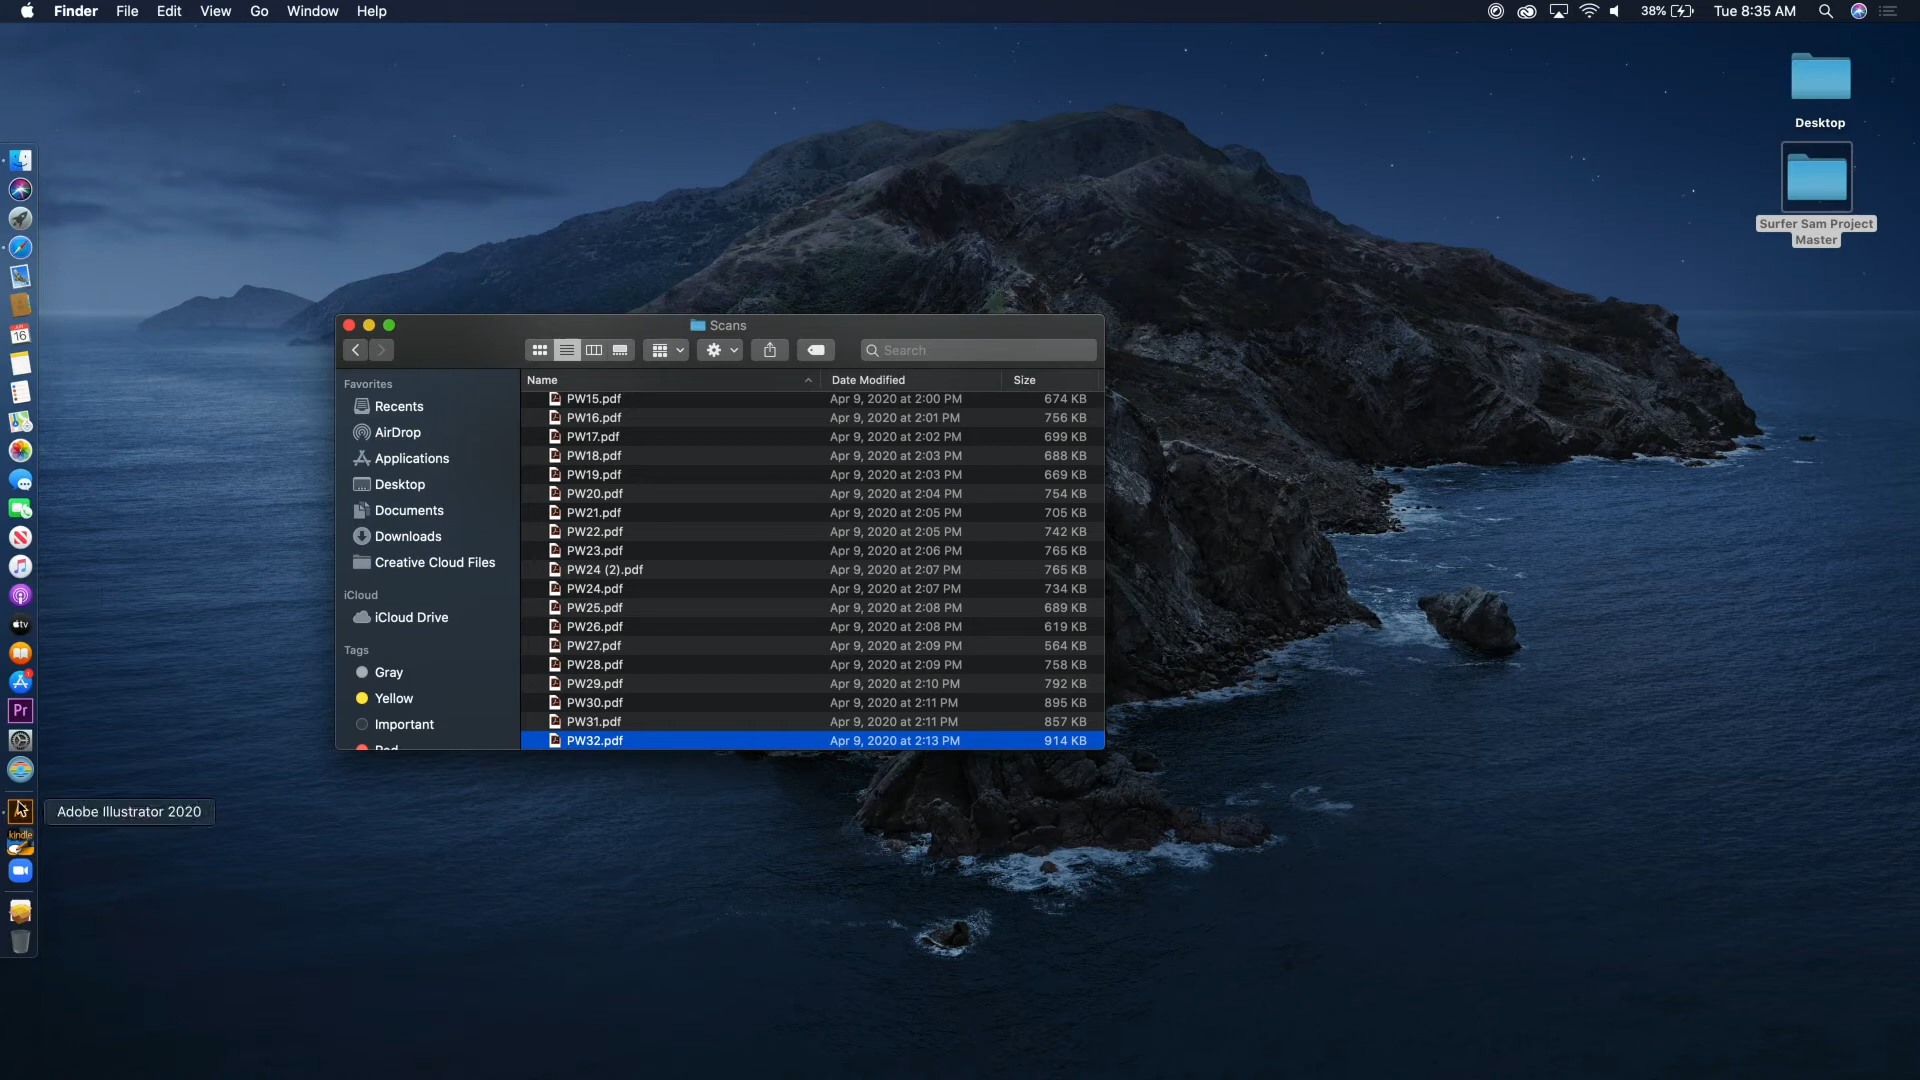 Finder File Edit View Go Window Help
38% Tue 8:35 AM
Desktop
Surfer Sam Project
Master
Scans
Search
Favorites
Recents
AirDrop
Applications
Desktop
Documents
Downloads
Creative Cloud Files
iCloud
iCloud Drive
Tags
Gray
Yellow
Important
Red
Name Date Modified Size
PW15.pdf Apr 9, 2020 at 2:00 PM 674 KB
PW16.pdf Apr 9, 2020 at 2:01 PM 756 KB
PW17.pdf Apr 9, 2020 at 2:02 PM 699 KB
PW18.pdf Apr 9, 2020 at 2:03 PM 688 KB
PW19.pdf Apr 9, 2020 at 2:03 PM 669 KB
PW20.pdf Apr 9, 2020 at 2:04 PM 754 KB
PW21.pdf Apr 9, 2020 at 2:05 PM 705 KB
PW22.pdf Apr 9, 2020 at 2:05 PM 742 KB
PW23.pdf Apr 9, 2020 at 2:06 PM 765 KB
PW24 (2).pdf Apr 9, 2020 at 2:07 PM 765 KB
PW24.pdf Apr 9, 2020 at 2:07 PM 734 KB
PW25.pdf Apr 9, 2020 at 2:08 PM 689 KB
PW26.pdf Apr 9, 2020 at 2:08 PM 619 KB
PW27.pdf Apr 9, 2020 at 2:09 PM 564 KB
PW28.pdf Apr 9, 2020 at 2:09 PM 758 KB
PW29.pdf Apr 9, 2020 at 2:10 PM 792 KB
PW30.pdf Apr 9, 2020 at 2:11 PM 895 KB
PW31.pdf Apr 9, 2020 at 2:11 PM 857 KB
PW32.pdf Apr 9, 2020 at 2:13 PM 914 KB
16
tv
Pr
Adobe Illustrator 2020
kindle